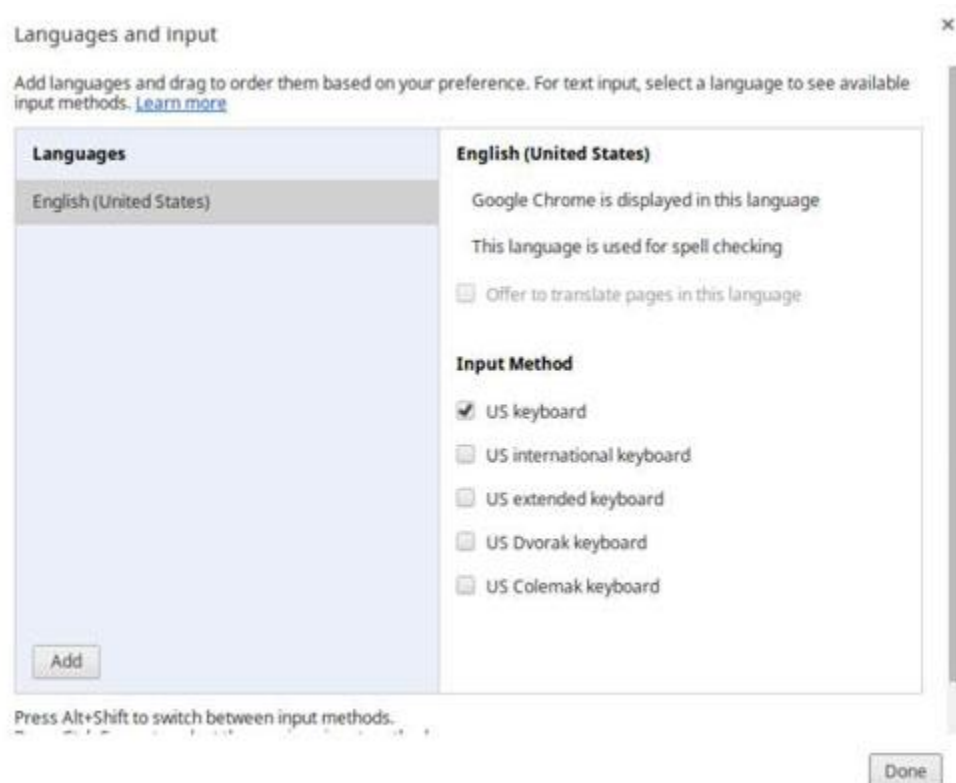 Languages and input
Add languages and drag to order them based on your preference. For text input, select a language to see available
input methods. Learn more
Languages
English (United States)
Add
English (United States)
Google Chrome is displayed in this language
This language is used for spell checking
Offer to translate pages in this language
Input Method
US keyboard
US international keyboard
US extended keyboard
US Dvorak keyboard
US Colemak keyboard
Press Alt+Shift to switch between input methods.
Done